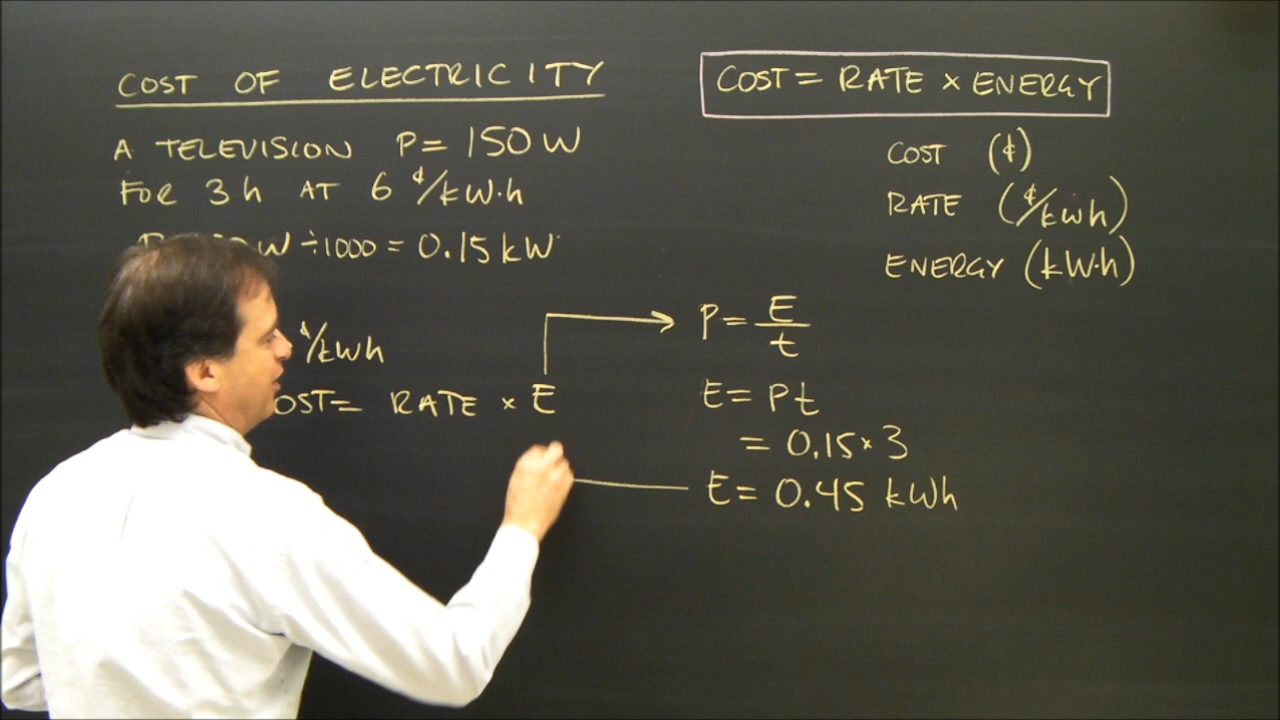 COST OF ELECTRICITY
A TELEVISION P= 150 W
FOR 3 h AT 6 ¢/kW·h
W ÷1000 = 0.15 kW
¢/kWh
OST= RATE × E
COST = RATE × ENERGY
COST (¢)
RATE (¢/kWh)
ENERGY (kW·h)
P = E/t
E = Pt
= 0.15 × 3
E = 0.45 kWh